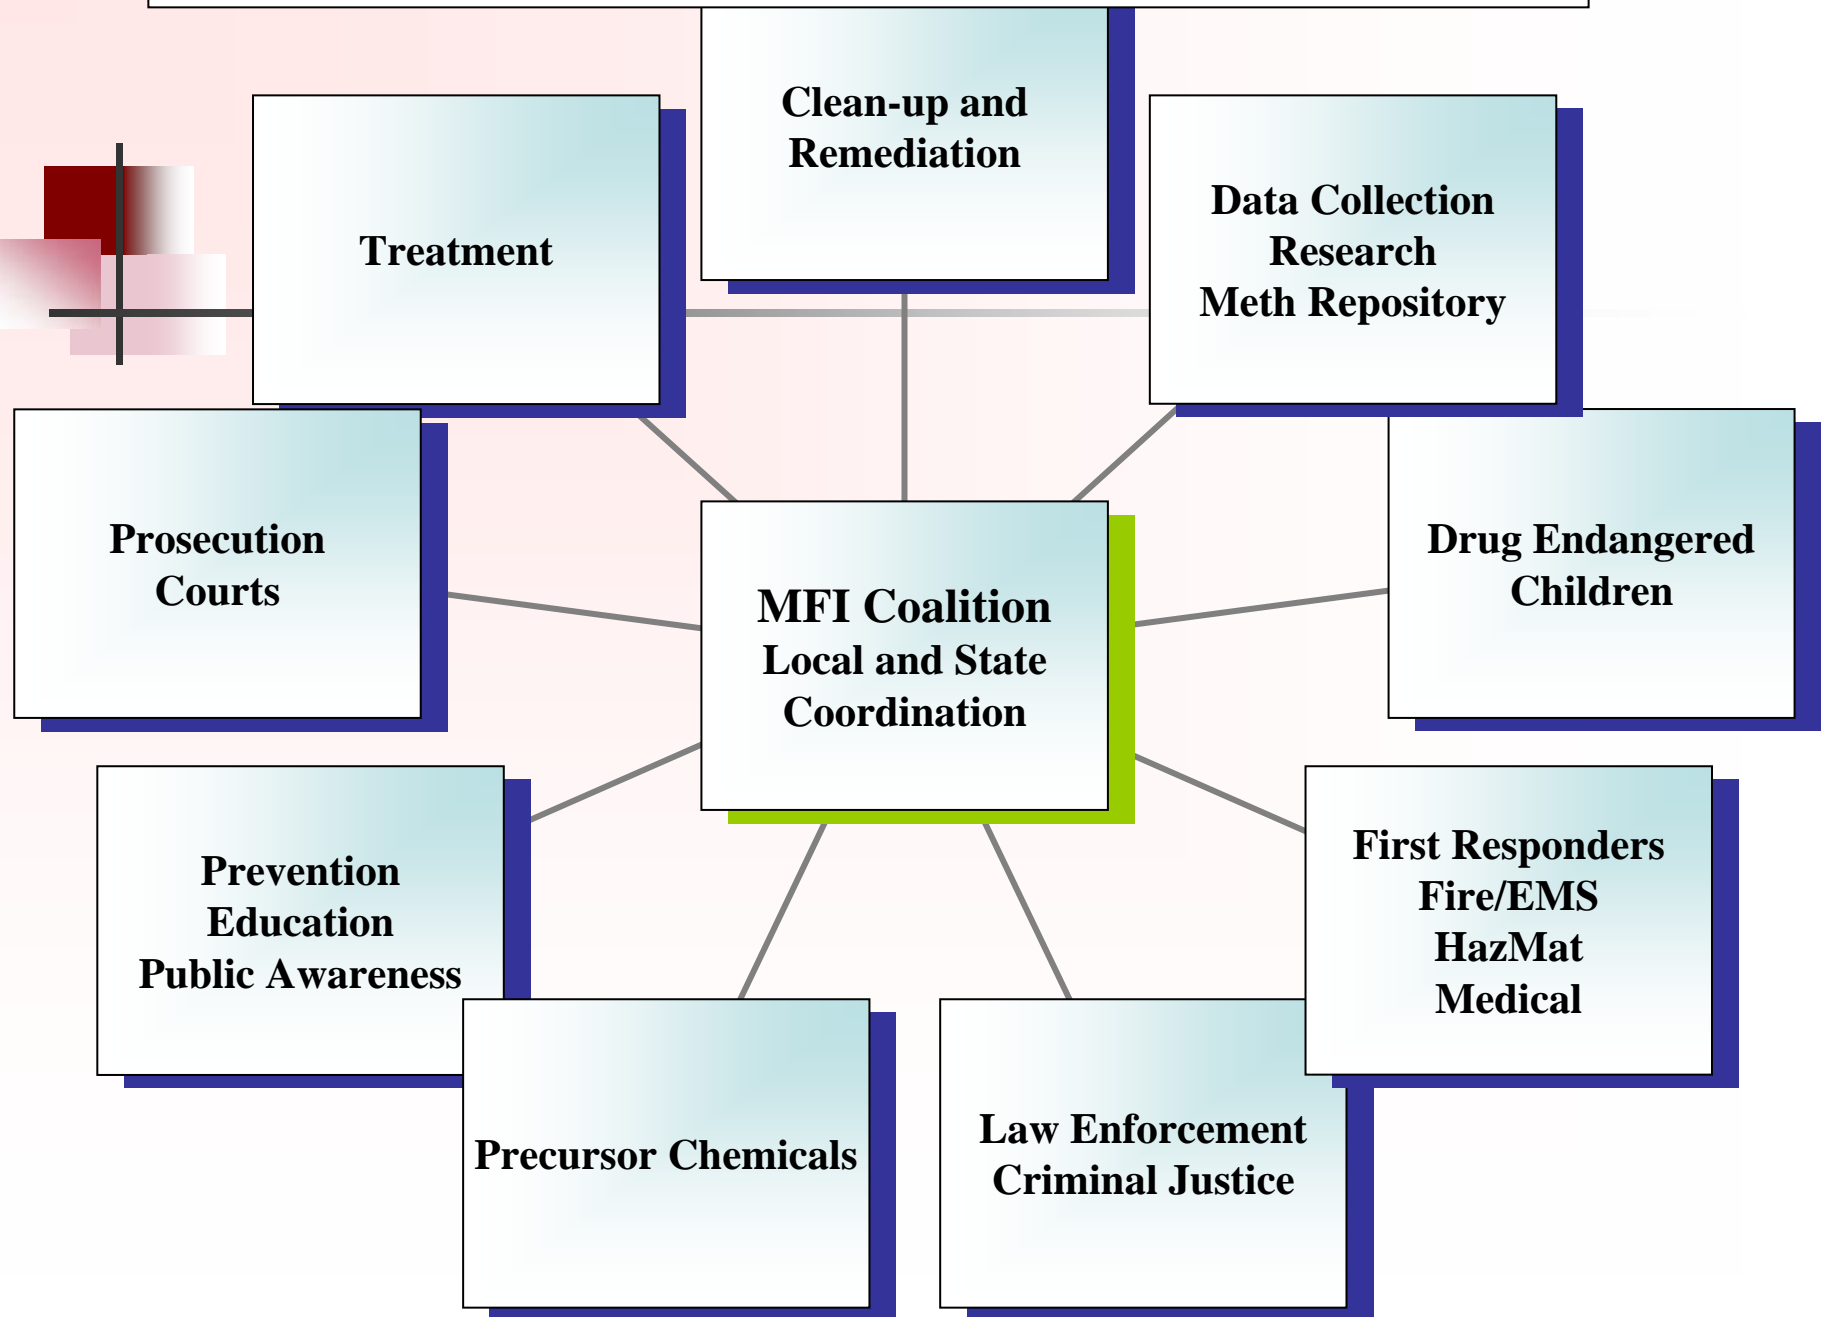 Clean-up and
Remediation
Treatment
Data Collection
Research
Meth Repository
Prosecution
Courts
MFI Coalition
Local and State
Coordination
Drug Endangered
Children
Prevention
Education
Public Awareness
First Responders
Fire/EMS
HazMat
Medical
Precursor Chemicals
Law Enforcement
Criminal Justice